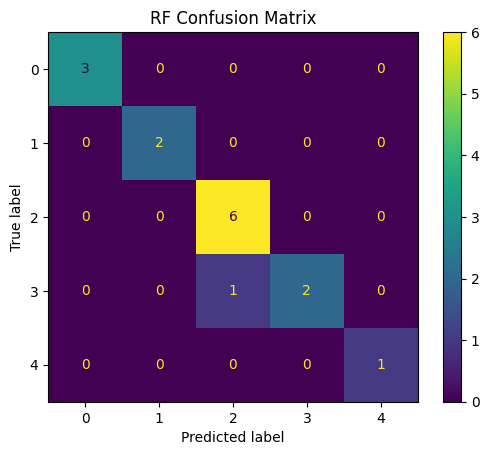 RF Confusion Matrix
0 3 0 0 0 0
1 0 2 0 0 0
2 0 0 6 0 0
3 0 0 1 2 0
4 0 0 0 0 1
0 1 2 3 4
Predicted label
True label
6
5
4
3
2
1
0